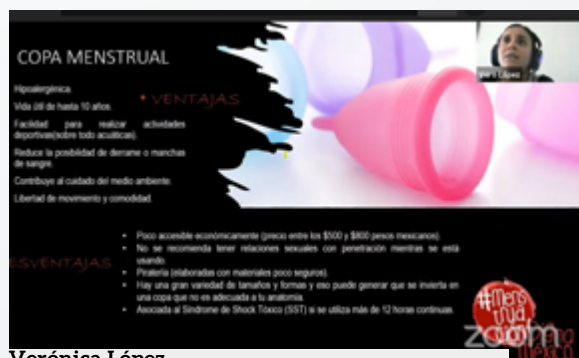 COPA MENSTRUAL
Hipoalergénica.
• VENTAJAS
Vida útil de hasta 10 años.
Facilidad para realizar actividades
deportivas(sobre todo acuáticas).
Reduce la posibilidad de derrame o manchas
de sangre.
Contribuye al cuidado del medio ambiente.
Libertad de movimiento y comodidad.
López
ESVENTAJAS
• Poco accesible económicamente (precio entre los $500 y $800 pesos mexicanos).
• No se recomienda tener relaciones sexuales con penetración mientras se está
usando.
• Piratería (elaboradas con materiales poco seguros).
• Hay una gran variedad de tamaños y formas y eso puede generar que se invierta en
una copa que no es adecuada a tu anatomía.
• Asociada al Síndrome de Shock Tóxico (SST) si se utiliza más de 12 horas continuas.
#Mens
zoom
México
Verónica López